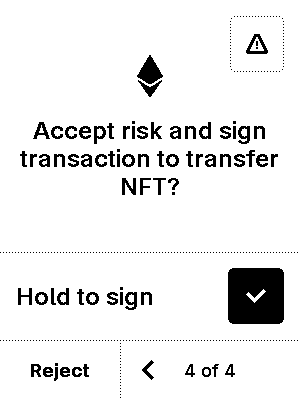 Accept risk and sign
transaction to transfer
NFT?
Hold to sign
Reject
4 of 4